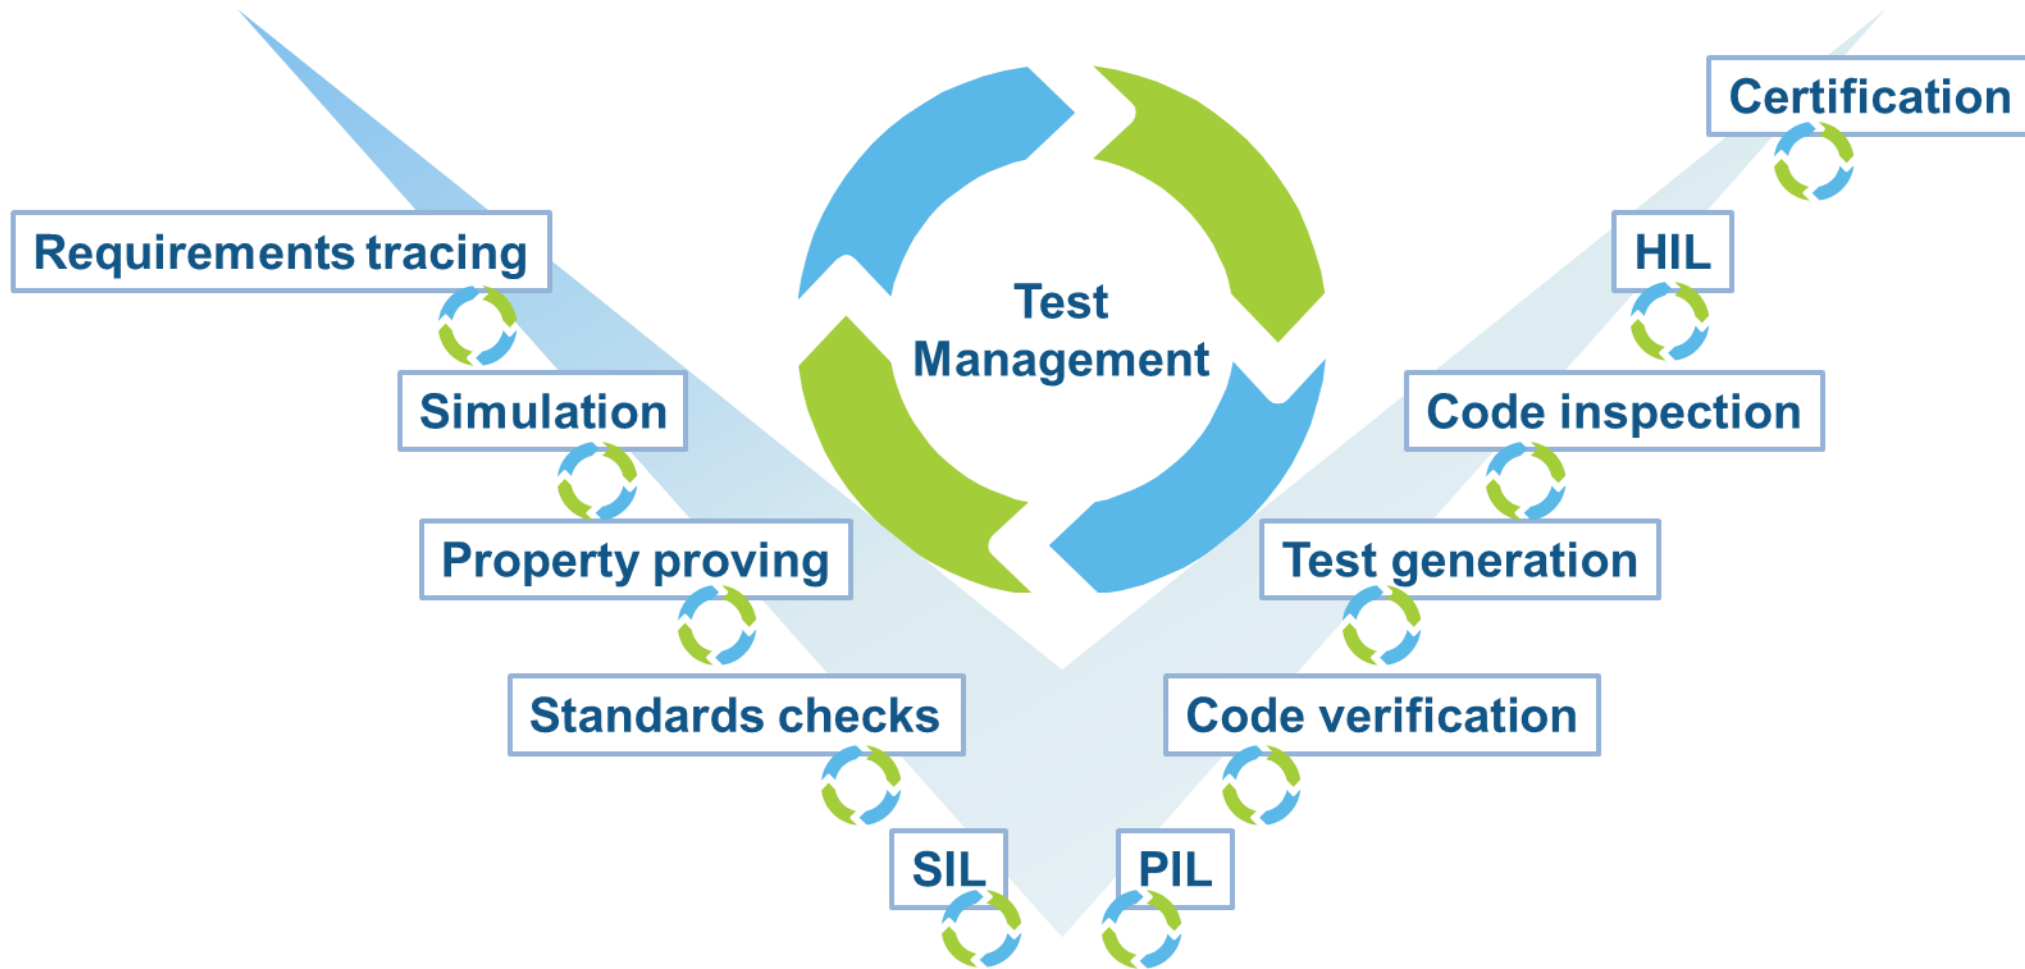 Certification
Requirements tracing
HIL
Test
Management
Simulation
Code inspection
Property proving
Test generation
Standards checks
Code verification
SIL
PIL